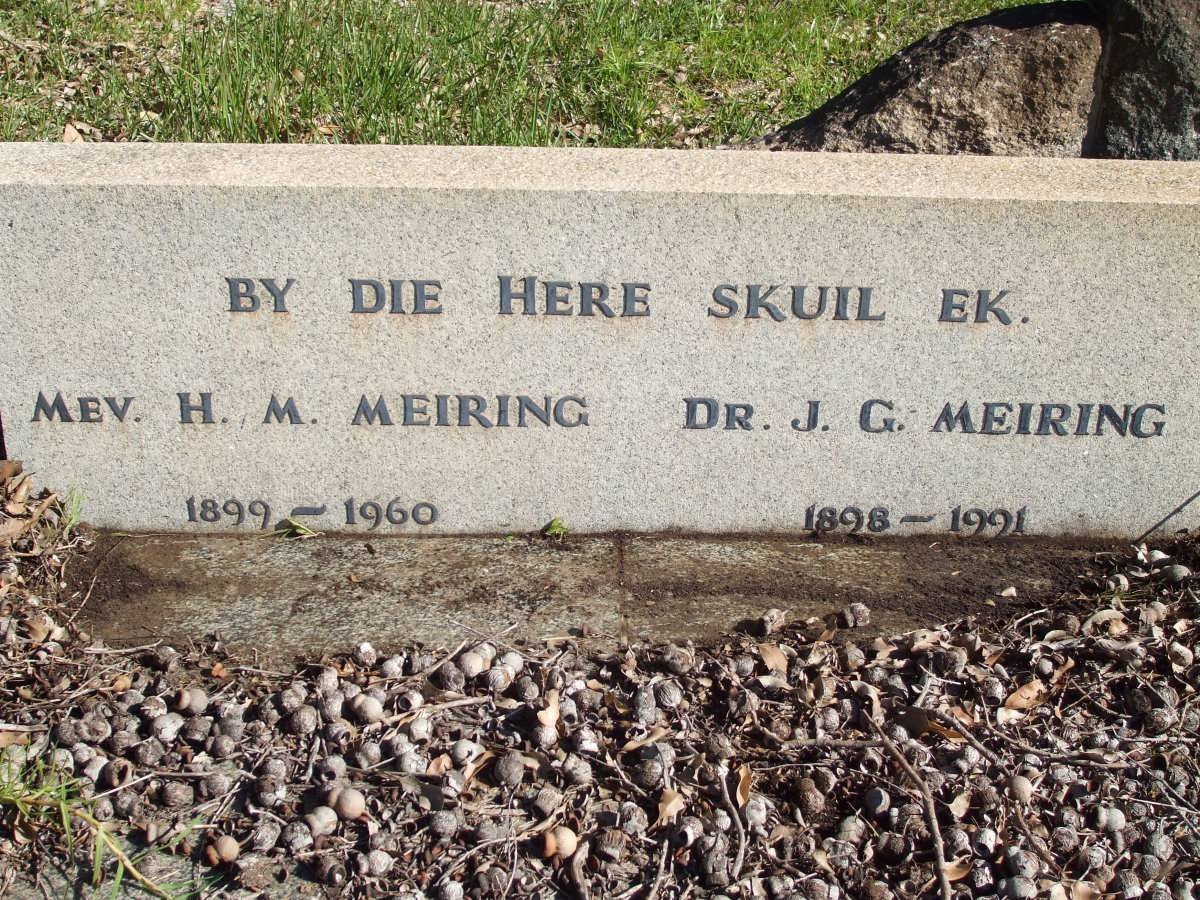 BY DIE HERE SKUIL EK.
MEV. H. M. MEIRING DR. J. G. MEIRING
1899 – 1960 1898 – 1991